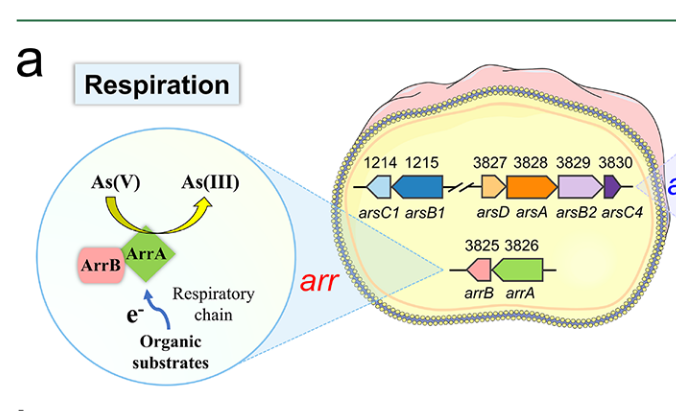 a
Respiration
As(V) As(III)
ArrB ArrA
e-
Respiratory
chain
Organic
substrates
arr
1214 1215 3827 3828 3829 3830
arsC1 arsB1 arsD arsA arsB2 arsC4
3825 3826
arrB arrA